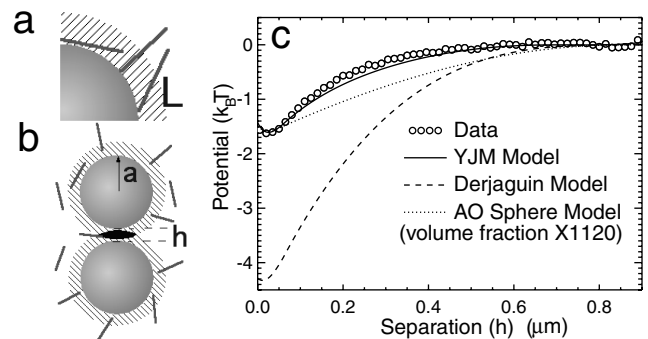 a
L
b
a
h
c
Potential (kBT)
0
-1
-2
-3
-4
Data
YJM Model
Derjaguin Model
AO Sphere Model
(volume fraction X1120)
0.0 0.2 0.4 0.6 0.8
Separation (h) (μm)